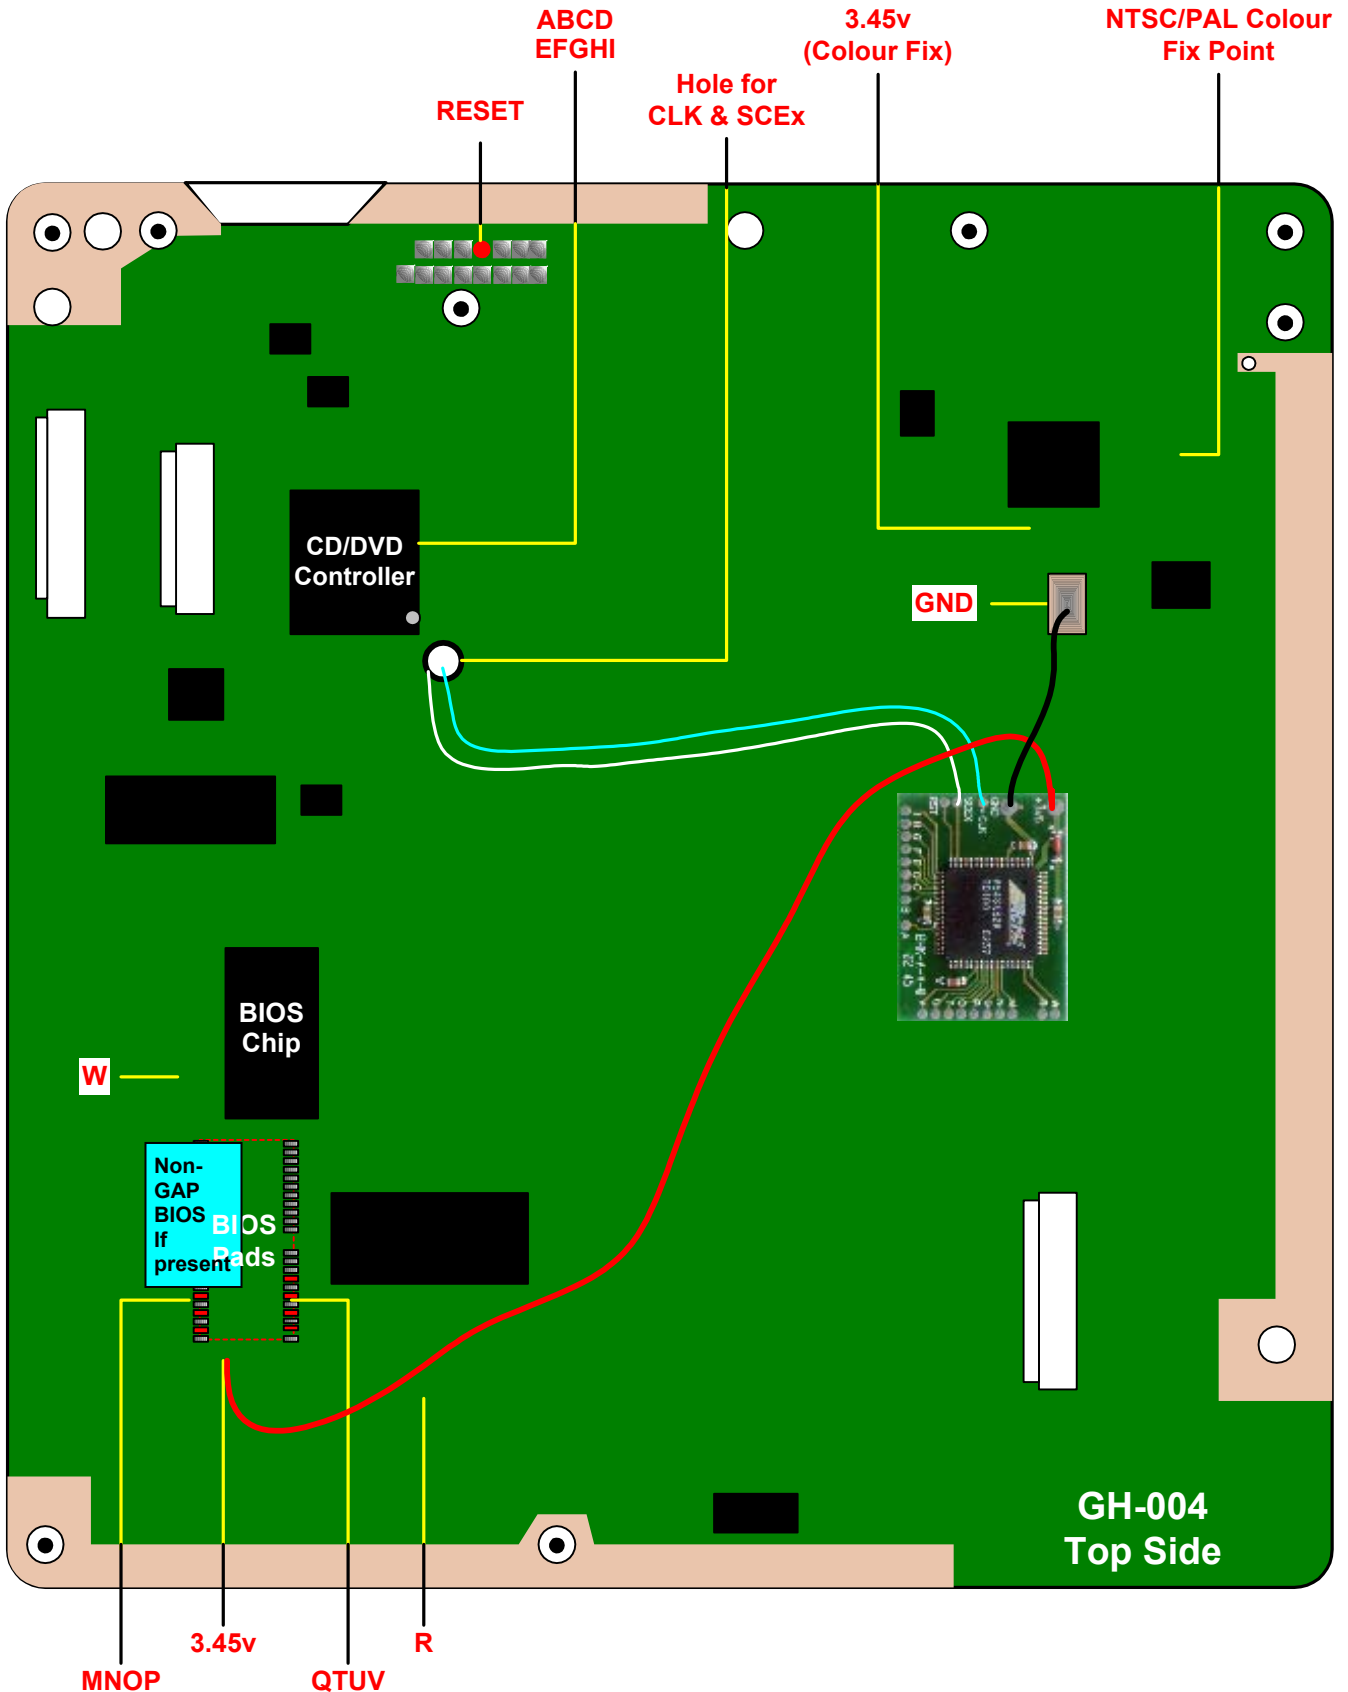 ABCD
EFGHI
3.45v
(Colour Fix)
NTSC/PAL Colour
Fix Point
Hole for
CLK & SCEx
RESET
CD/DVD
Controller
GND
BIOS
Chip
W
Non-
GAP
BIOS
If
present
BIOS
Pads
GH-004
Top Side
3.45v
R
MNOP
QTUV